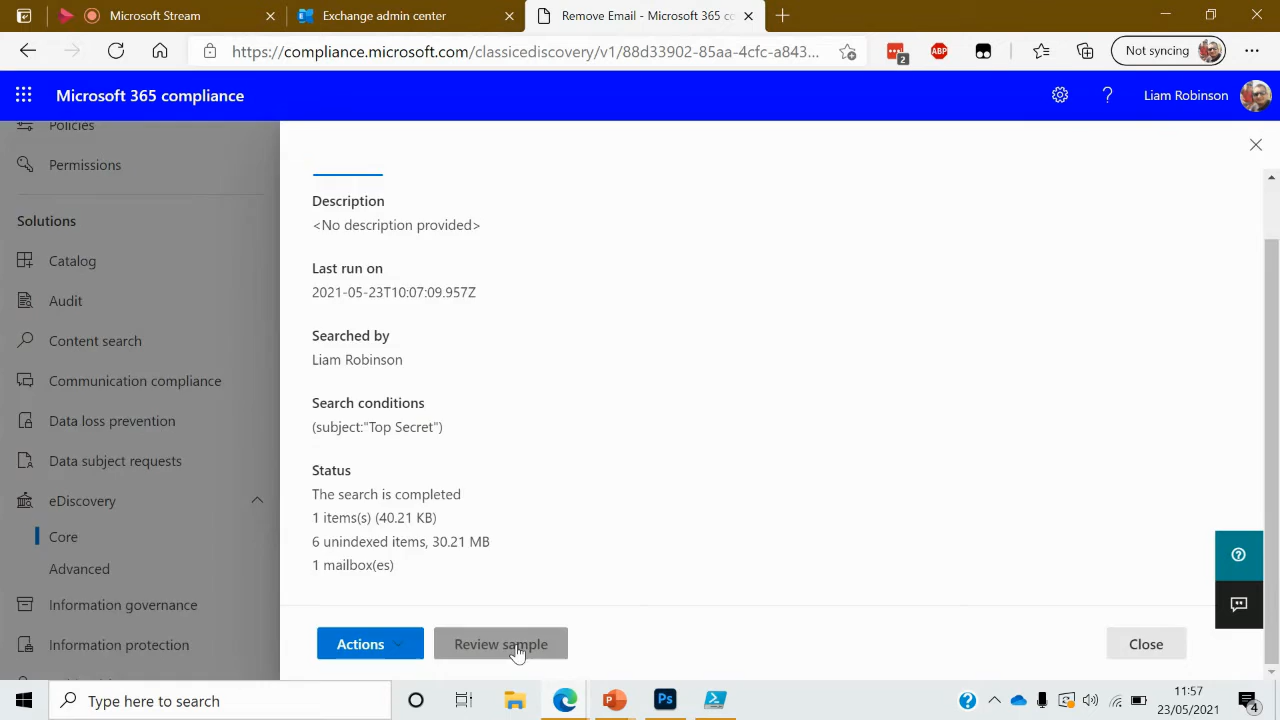 Microsoft Stream
Exchange admin center
Remove Email - Microsoft 365 co
https://compliance.microsoft.com/classicediscovery/v1/88d33902-85aa-4cfc-a843...
2
ABP
Not syncing
Microsoft 365 compliance
Liam Robinson
Policies
Permissions
Solutions
Catalog
Audit
Content search
Communication compliance
Data loss prevention
Data subject requests
eDiscovery
Core
Advanced
Information governance
Information protection
Description
<No description provided>
Last run on
2021-05-23T10:07:09.957Z
Searched by
Liam Robinson
Search conditions
(subject:"Top Secret")
Status
The search is completed
1 items(s) (40.21 KB)
6 unindexed items, 30.21 MB
1 mailbox(es)
Actions
Review sample
Close
Type here to search
Ps
11:57
23/05/2021
4